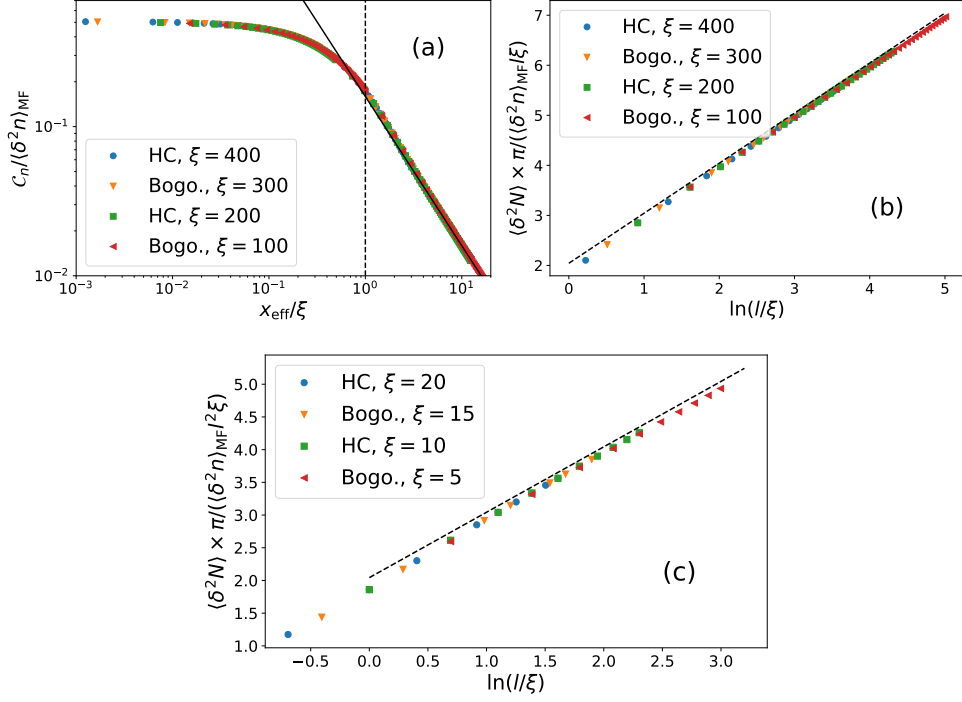 𝒞ₙ/⟨δ²n⟩_MF
10⁻¹
10⁻²
(a)
HC, ξ = 400
Bogo., ξ = 300
HC, ξ = 200
Bogo., ξ = 100
10⁻³ 10⁻² 10⁻¹ 10⁰ 10¹
x_eff/ξ
⟨δ²N⟩ × π/(⟨δ²n⟩_MF/ξ)
7
6
5
4
3
2
HC, ξ = 400
Bogo., ξ = 300
HC, ξ = 200
Bogo., ξ = 100
(b)
0 1 2 3 4 5
ln(l/ξ)
⟨δ²N⟩ × π/(⟨δ²n⟩_MF l²ξ)
5.0
4.5
4.0
3.5
3.0
2.5
2.0
1.5
1.0
HC, ξ = 20
Bogo., ξ = 15
HC, ξ = 10
Bogo., ξ = 5
(c)
−0.5 0.0 0.5 1.0 1.5 2.0 2.5 3.0
ln(l/ξ)